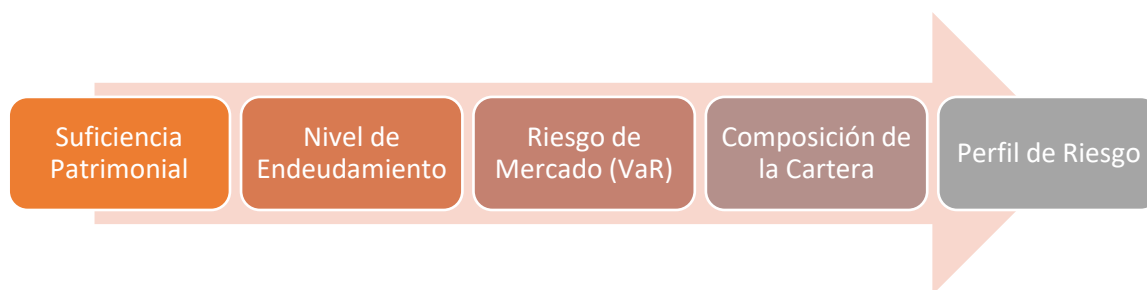 Suficiencia
Patrimonial
Nivel de
Endeudamiento
Riesgo de
Mercado (VaR)
Composición de
la Cartera
Perfil de Riesgo